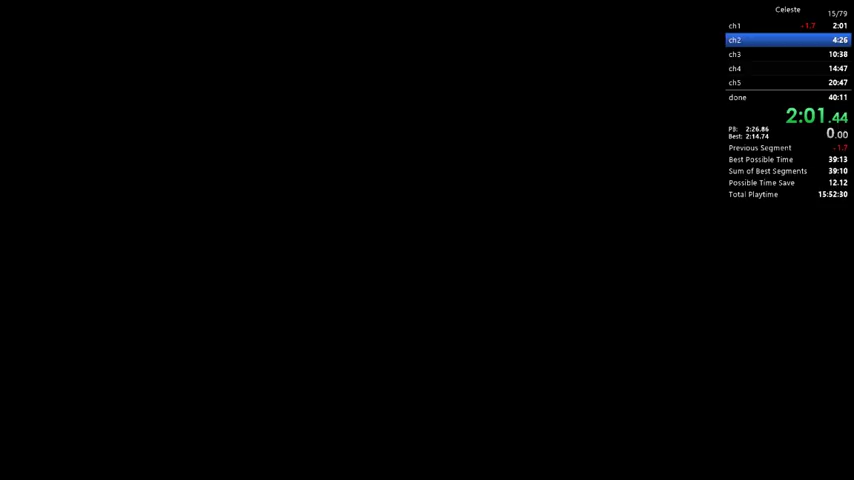 Celeste
15/79
ch1 -1.7 2:01
ch2 4:26
ch3 10:38
ch4 14:47
ch5 20:47
done 40:11
2:01.44
PB: 2:26.86 0.00
Best: 2:14.74
Previous Segment -1.7
Best Possible Time 39:13
Sum of Best Segments 39:10
Possible Time Save 12.12
Total Playtime 15:52:30